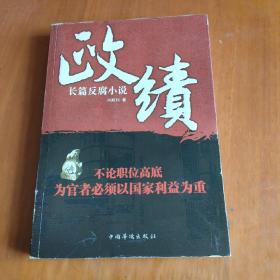 政绩
长篇反腐小说
不论职位高底
为官者必须以国家利益为重
中国华侨出版社